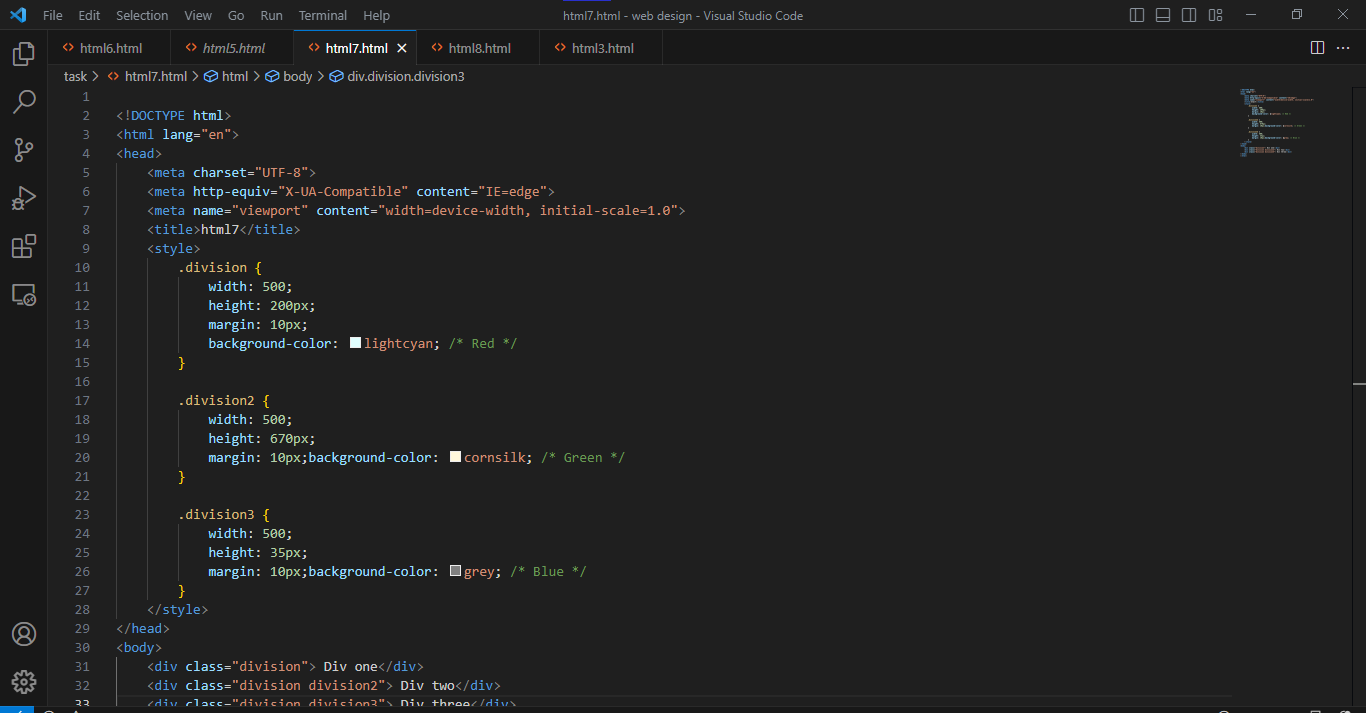 File Edit Selection View Go Run Terminal Help html7.html - web design - Visual Studio Code
html6.html html5.html html7.html html8.html html3.html
task > html7.html > html > body > div.division.division3
1
2 <!DOCTYPE html>
3 <html lang="en">
4 <head>
5 <meta charset="UTF-8">
6 <meta http-equiv="X-UA-Compatible" content="IE=edge">
7 <meta name="viewport" content="width=device-width, initial-scale=1.0">
8 <title>html7</title>
9 <style>
10 .division {
11 width: 500;
12 height: 200px;
13 margin: 10px;
14 background-color: lightcyan; /* Red */
15 }
16
17 .division2 {
18 width: 500;
19 height: 670px;
20 margin: 10px;background-color: cornsilk; /* Green */
21 }
22
23 .division3 {
24 width: 500;
25 height: 35px;
26 margin: 10px;background-color: grey; /* Blue */
27 }
28 </style>
29 </head>
30 <body>
31 <div class="division"> Div one</div>
32 <div class="division division2"> Div two</div>
33 <div class="division division3"> Div three</div>